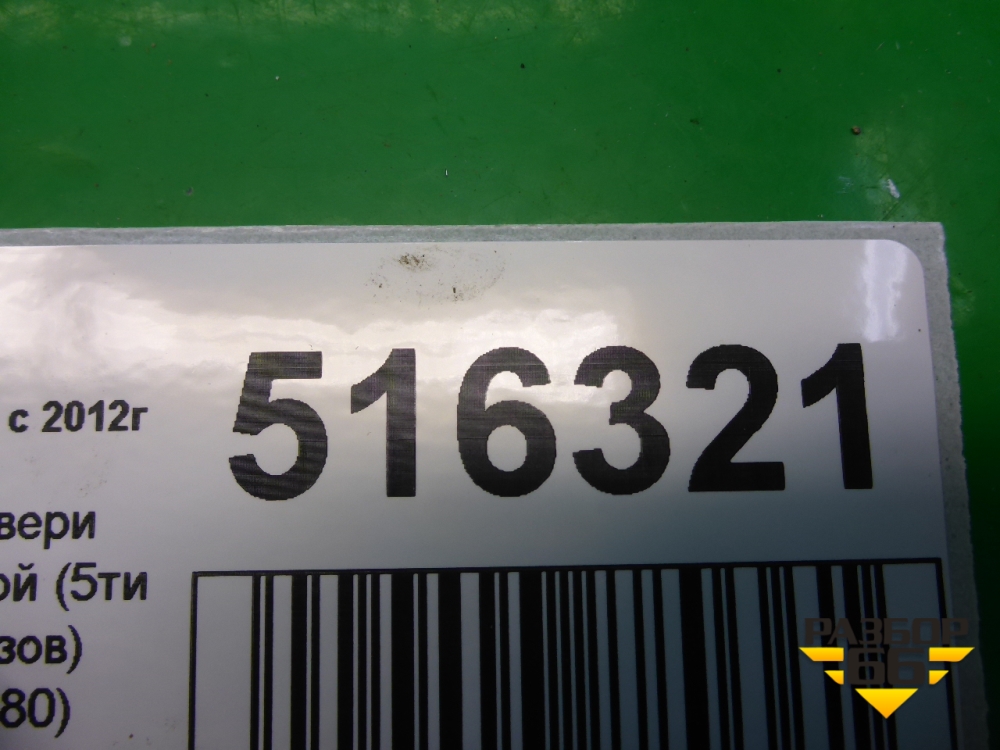 516321
с 2012г
вери
ой (5ти
зов)
80)
РАЗБОР
66